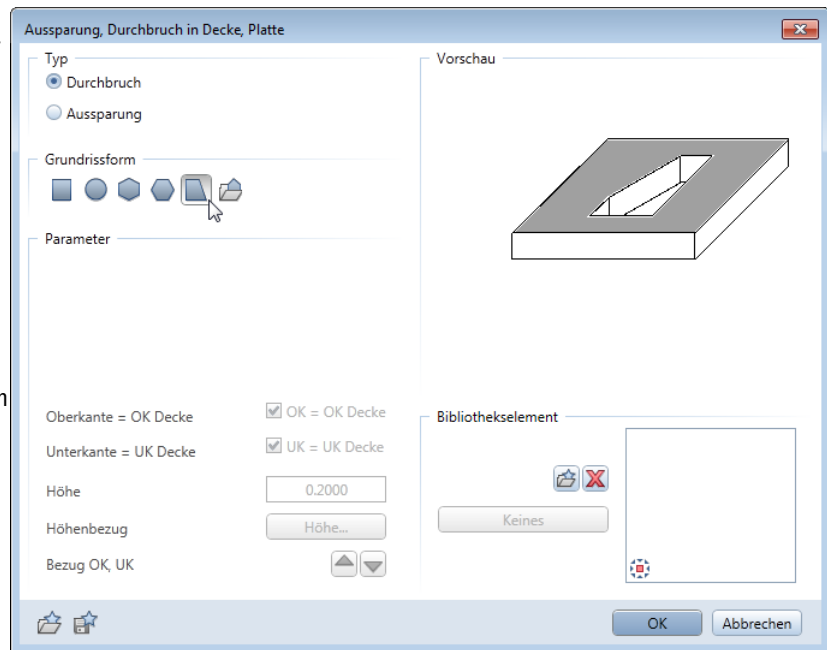 Aussparung, Durchbruch in Decke, Platte
Typ
Durchbruch
Aussparung
Grundrissform
Parameter
Oberkante = OK Decke
OK = OK Decke
Unterkante = UK Decke
UK = UK Decke
Höhe
0.2000
Höhenbezug
Höhe...
Bezug OK, UK
Vorschau
Bibliothekselement
Keines
OK
Abbrechen